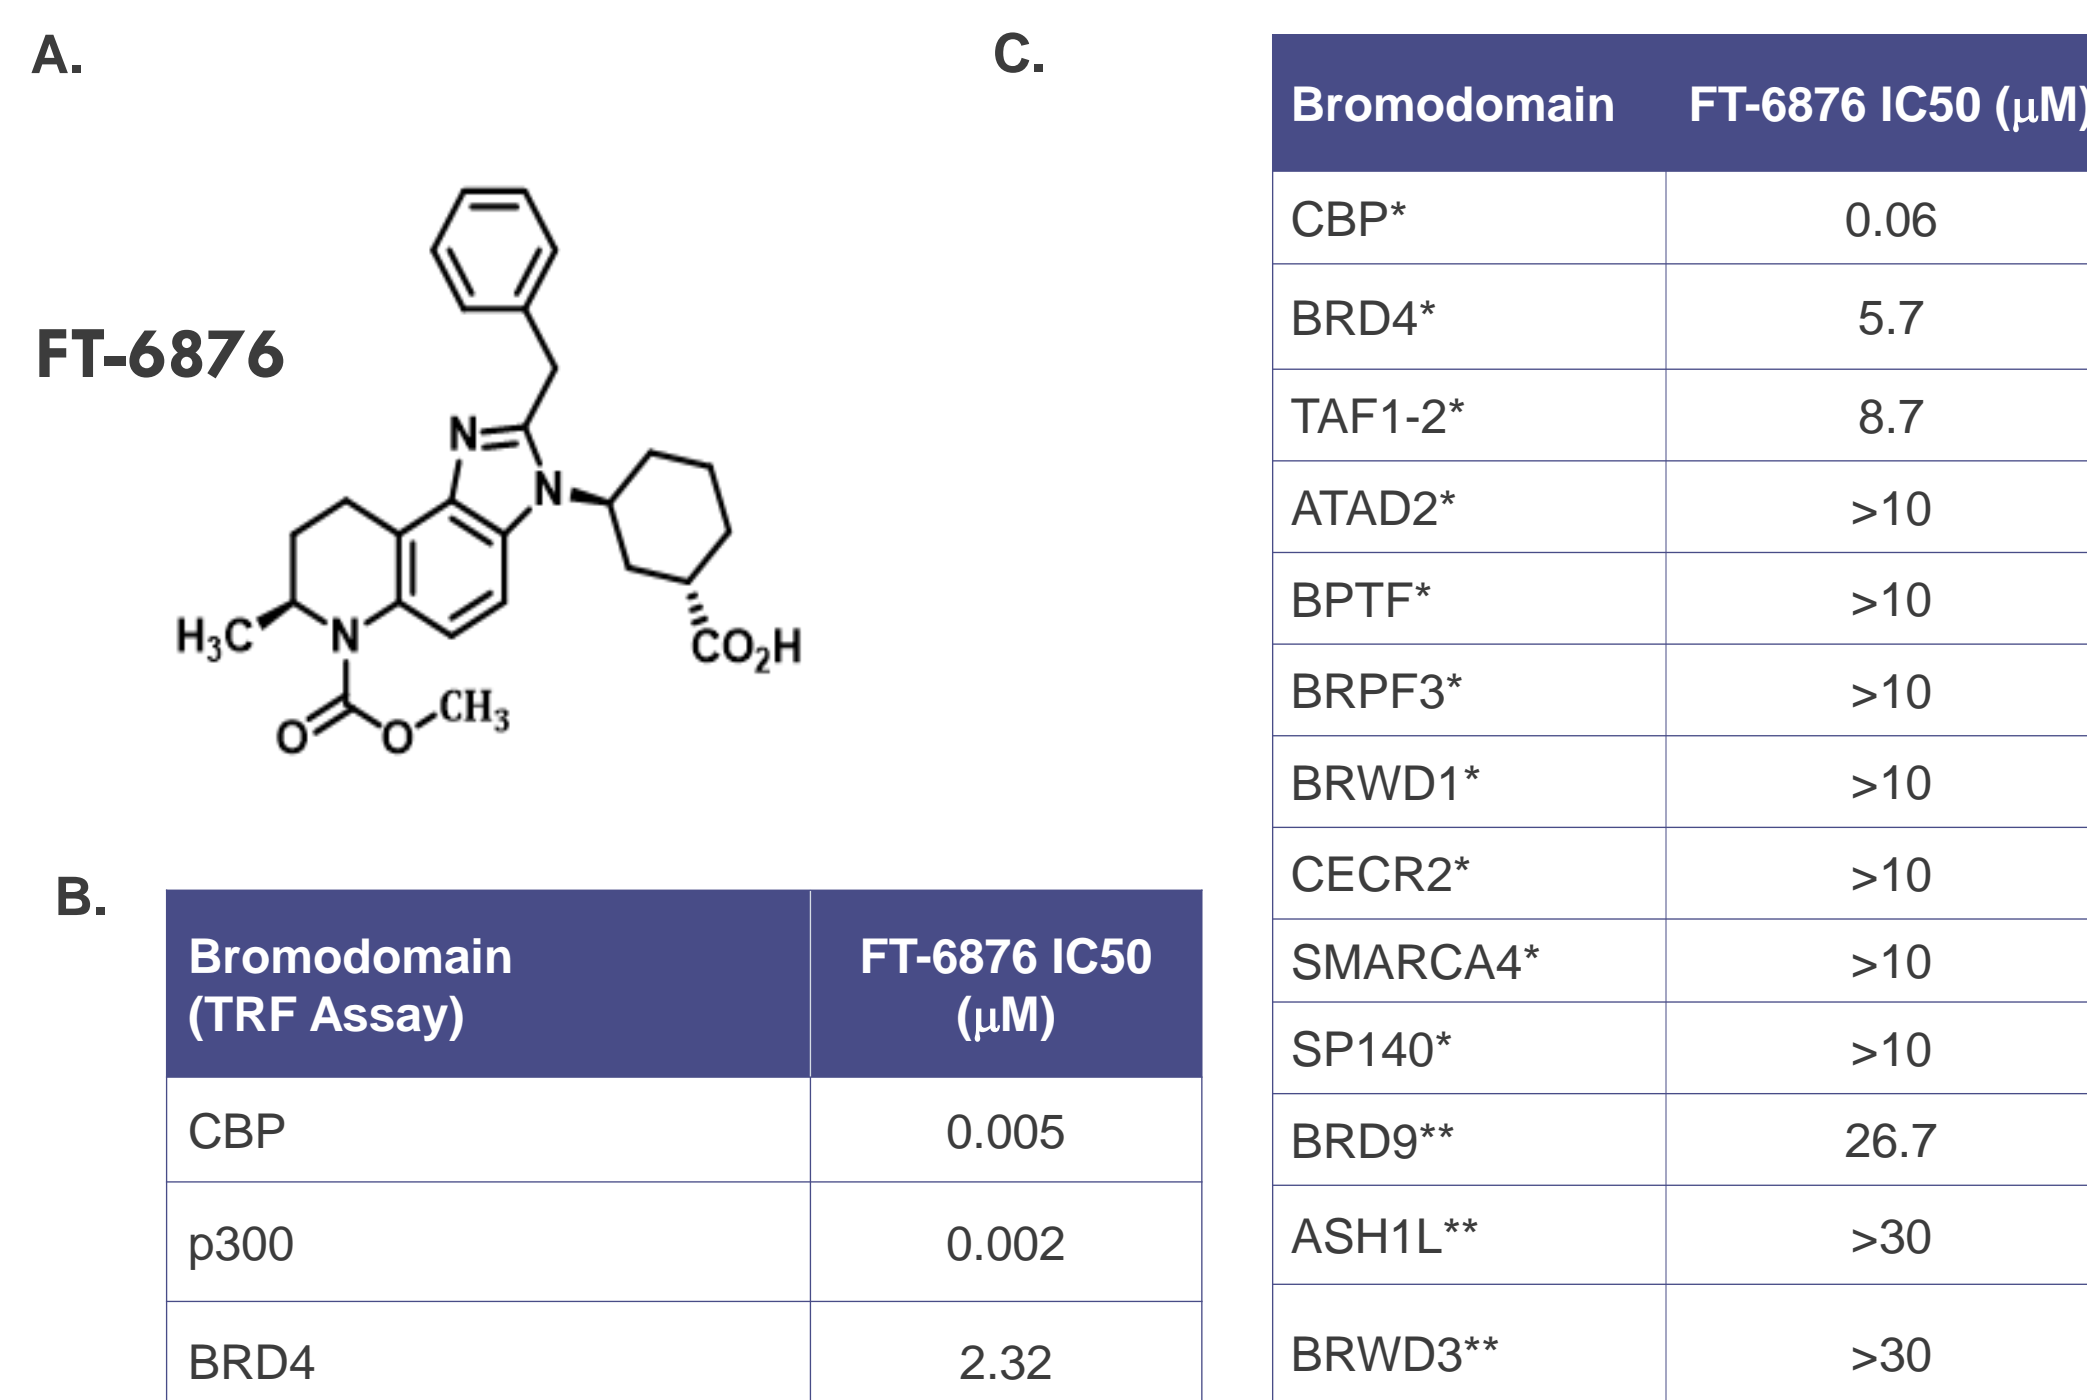 A.
FT-6876
N
N
H₃C
N
CO₂H
O
O
CH₃
B.
Bromodomain (TRF Assay) FT-6876 IC50 (μM)
CBP 0.005
p300 0.002
BRD4 2.32
C.
Bromodomain FT-6876 IC50 (μM)
CBP* 0.06
BRD4* 5.7
TAF1-2* 8.7
ATAD2* >10
BPTF* >10
BRPF3* >10
BRWD1* >10
CECR2* >10
SMARCA4* >10
SP140* >10
BRD9** 26.7
ASH1L** >30
BRWD3** >30